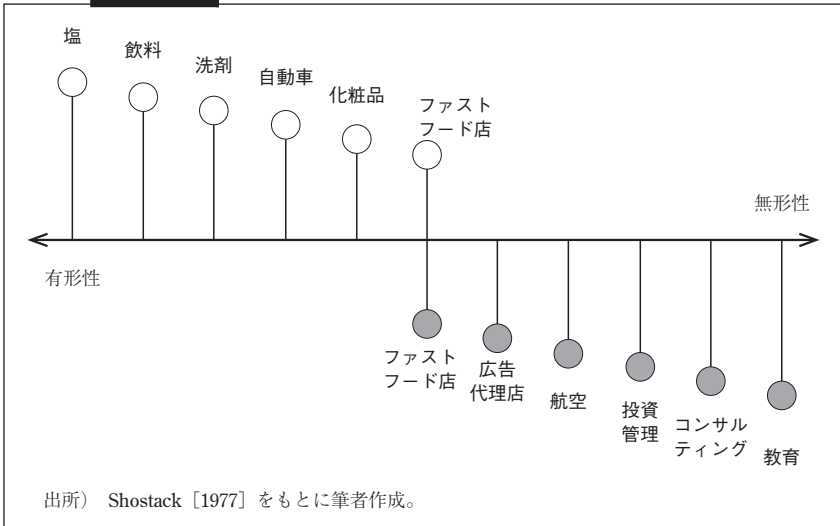 塩
飲料
洗剤
自動車
化粧品
ファスト
フード店
無形性
有形性
ファスト
フード店
広告
代理店
航空
投資
管理
コンサル
ティング
教育
出所） Shostack［1977］をもとに筆者作成。